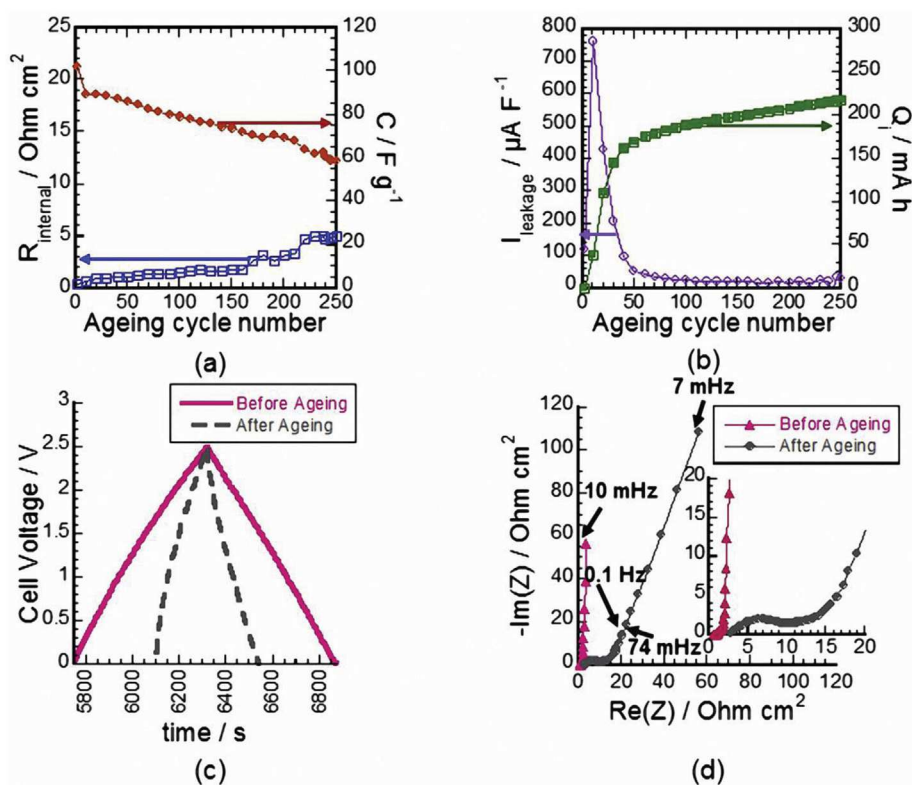 25
20
15
10
5
0
R_internal / Ohm cm²
120
100
80
60
40
20
0
C / F g⁻¹
0 50 100 150 200 250
Ageing cycle number
(a)
800
700
600
500
400
300
200
100
0
I_leakage / µA F⁻¹
300
250
200
150
100
50
0
Q_i / mA h
50 100 150 200 250
Ageing cycle number
(b)
Before Ageing
After Ageing
3
2.5
2
1.5
1
0.5
0
Cell Voltage / V
5800 6000 6200 6400 6600 6800
time / s
(c)
7 mHz
Before Ageing
After Ageing
10 mHz
0.1 Hz
74 mHz
120
100
80
60
40
20
0
-Im(Z) / Ohm cm²
20
15
10
5
0
0 5 10 15 20
0 20 40 60 80 100 120
Re(Z) / Ohm cm²
(d)